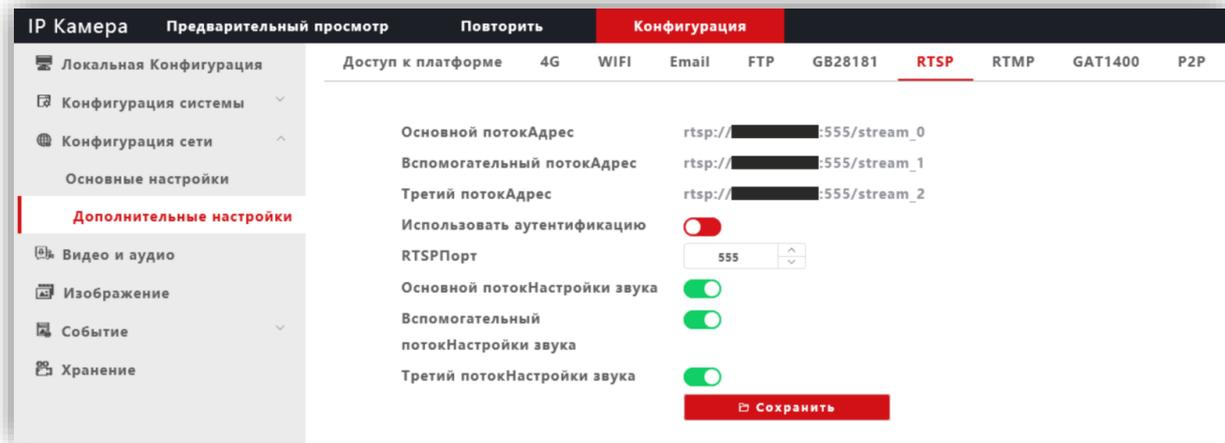 IP Камера Предварительный просмотр Повторить Конфигурация
Локальная Конфигурация
Конфигурация системы
Конфигурация сети
Основные настройки
Дополнительные настройки
Видео и аудио
Изображение
Событие
Хранение
Доступ к платформе 4G WIFI Email FTP GB28181 RTSP RTMP GAT1400 P2P
Основной потокАдрес rtsp:// :555/stream_0
Вспомогательный потокАдрес rtsp:// :555/stream_1
Третий потокАдрес rtsp:// :555/stream_2
Использовать аутентификацию
RTSPПорт 555
Основной потокНастройки звука
Вспомогательный
потокНастройки звука
Третий потокНастройки звука
Сохранить